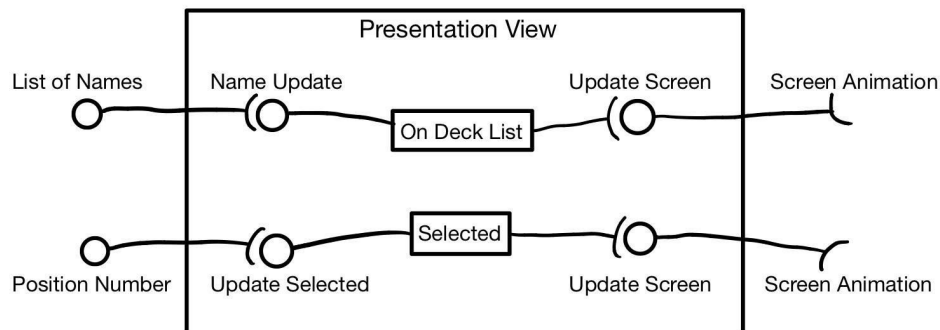 Presentation View
List of Names
Name Update
Update Screen
Screen Animation
On Deck List
Selected
Position Number
Update Selected
Update Screen
Screen Animation